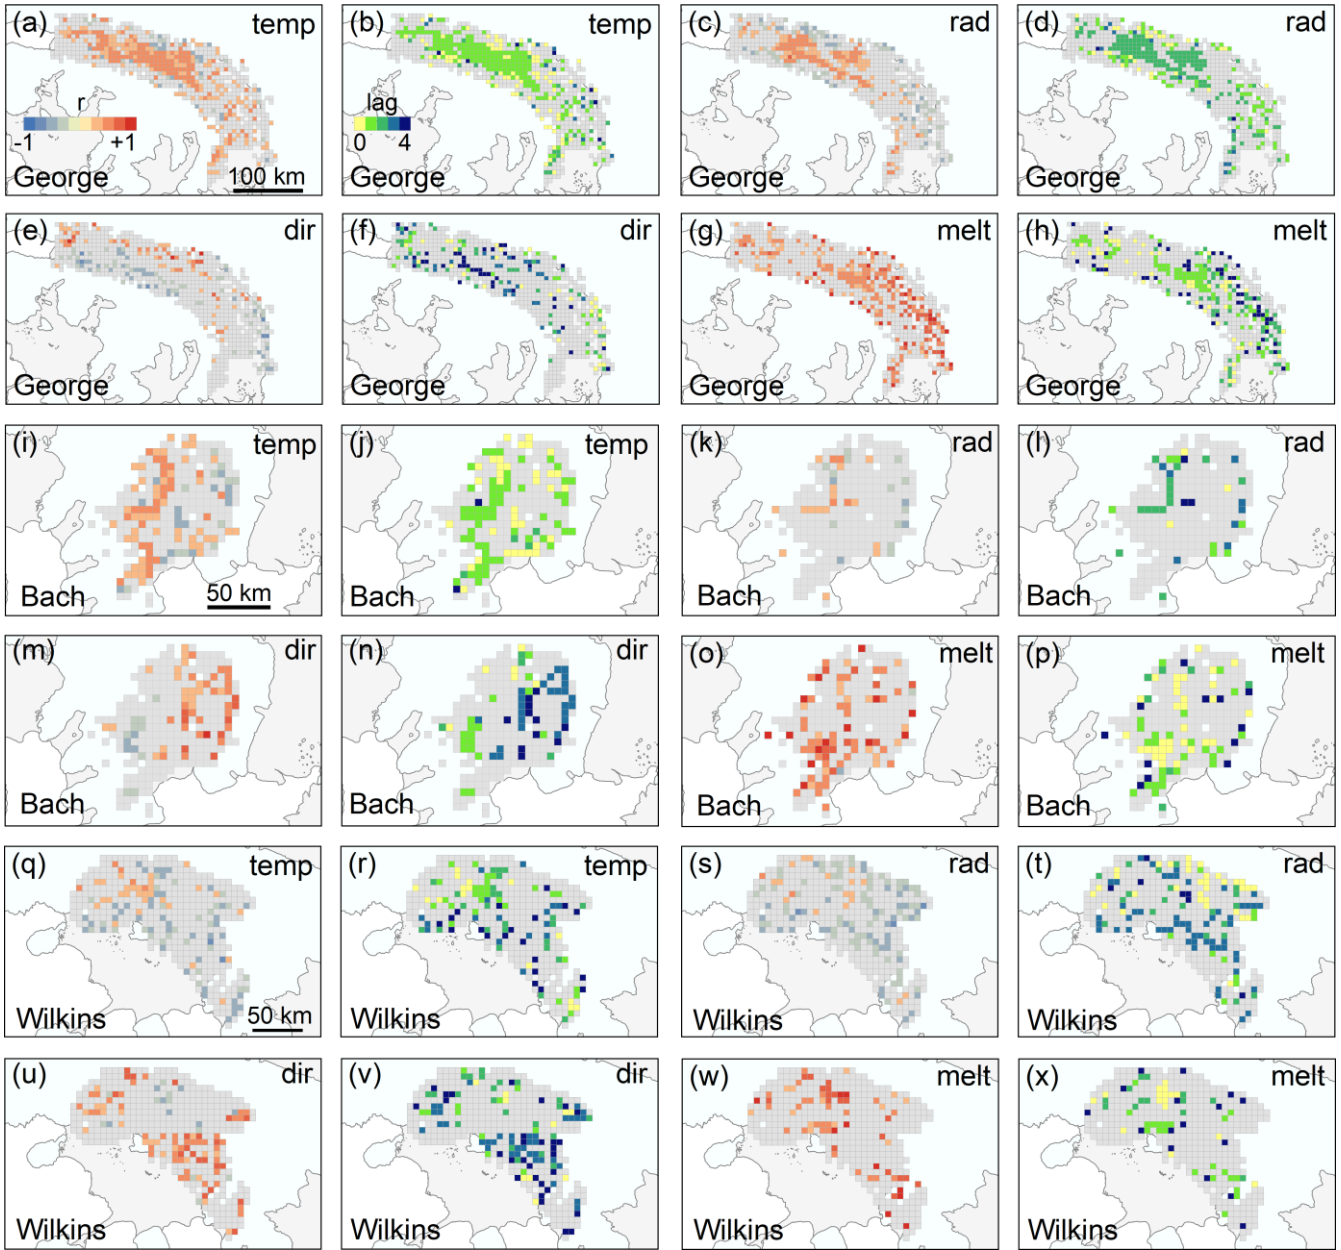 (a) temp
r
-1 +1
George
100 km
(b) temp
lag
0 4
George
(c) rad
George
(d) rad
George
(e) dir
George
(f) dir
George
(g) melt
George
(h) melt
George
(i) temp
Bach
50 km
(j) temp
Bach
(k) rad
Bach
(l) rad
Bach
(m) dir
Bach
(n) dir
Bach
(o) melt
Bach
(p) melt
Bach
(q) temp
Wilkins
50 km
(r) temp
Wilkins
(s) rad
Wilkins
(t) rad
Wilkins
(u) dir
Wilkins
(v) dir
Wilkins
(w) melt
Wilkins
(x) melt
Wilkins